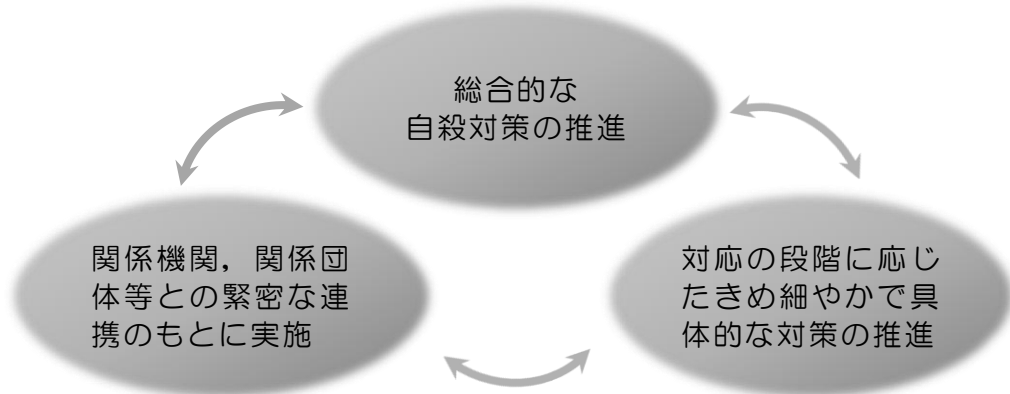 総合的な
自殺対策の推進
関係機関，関係団
体等との緊密な連
携のもとに実施
対応の段階に応じ
たきめ細やかで具
体的な対策の推進